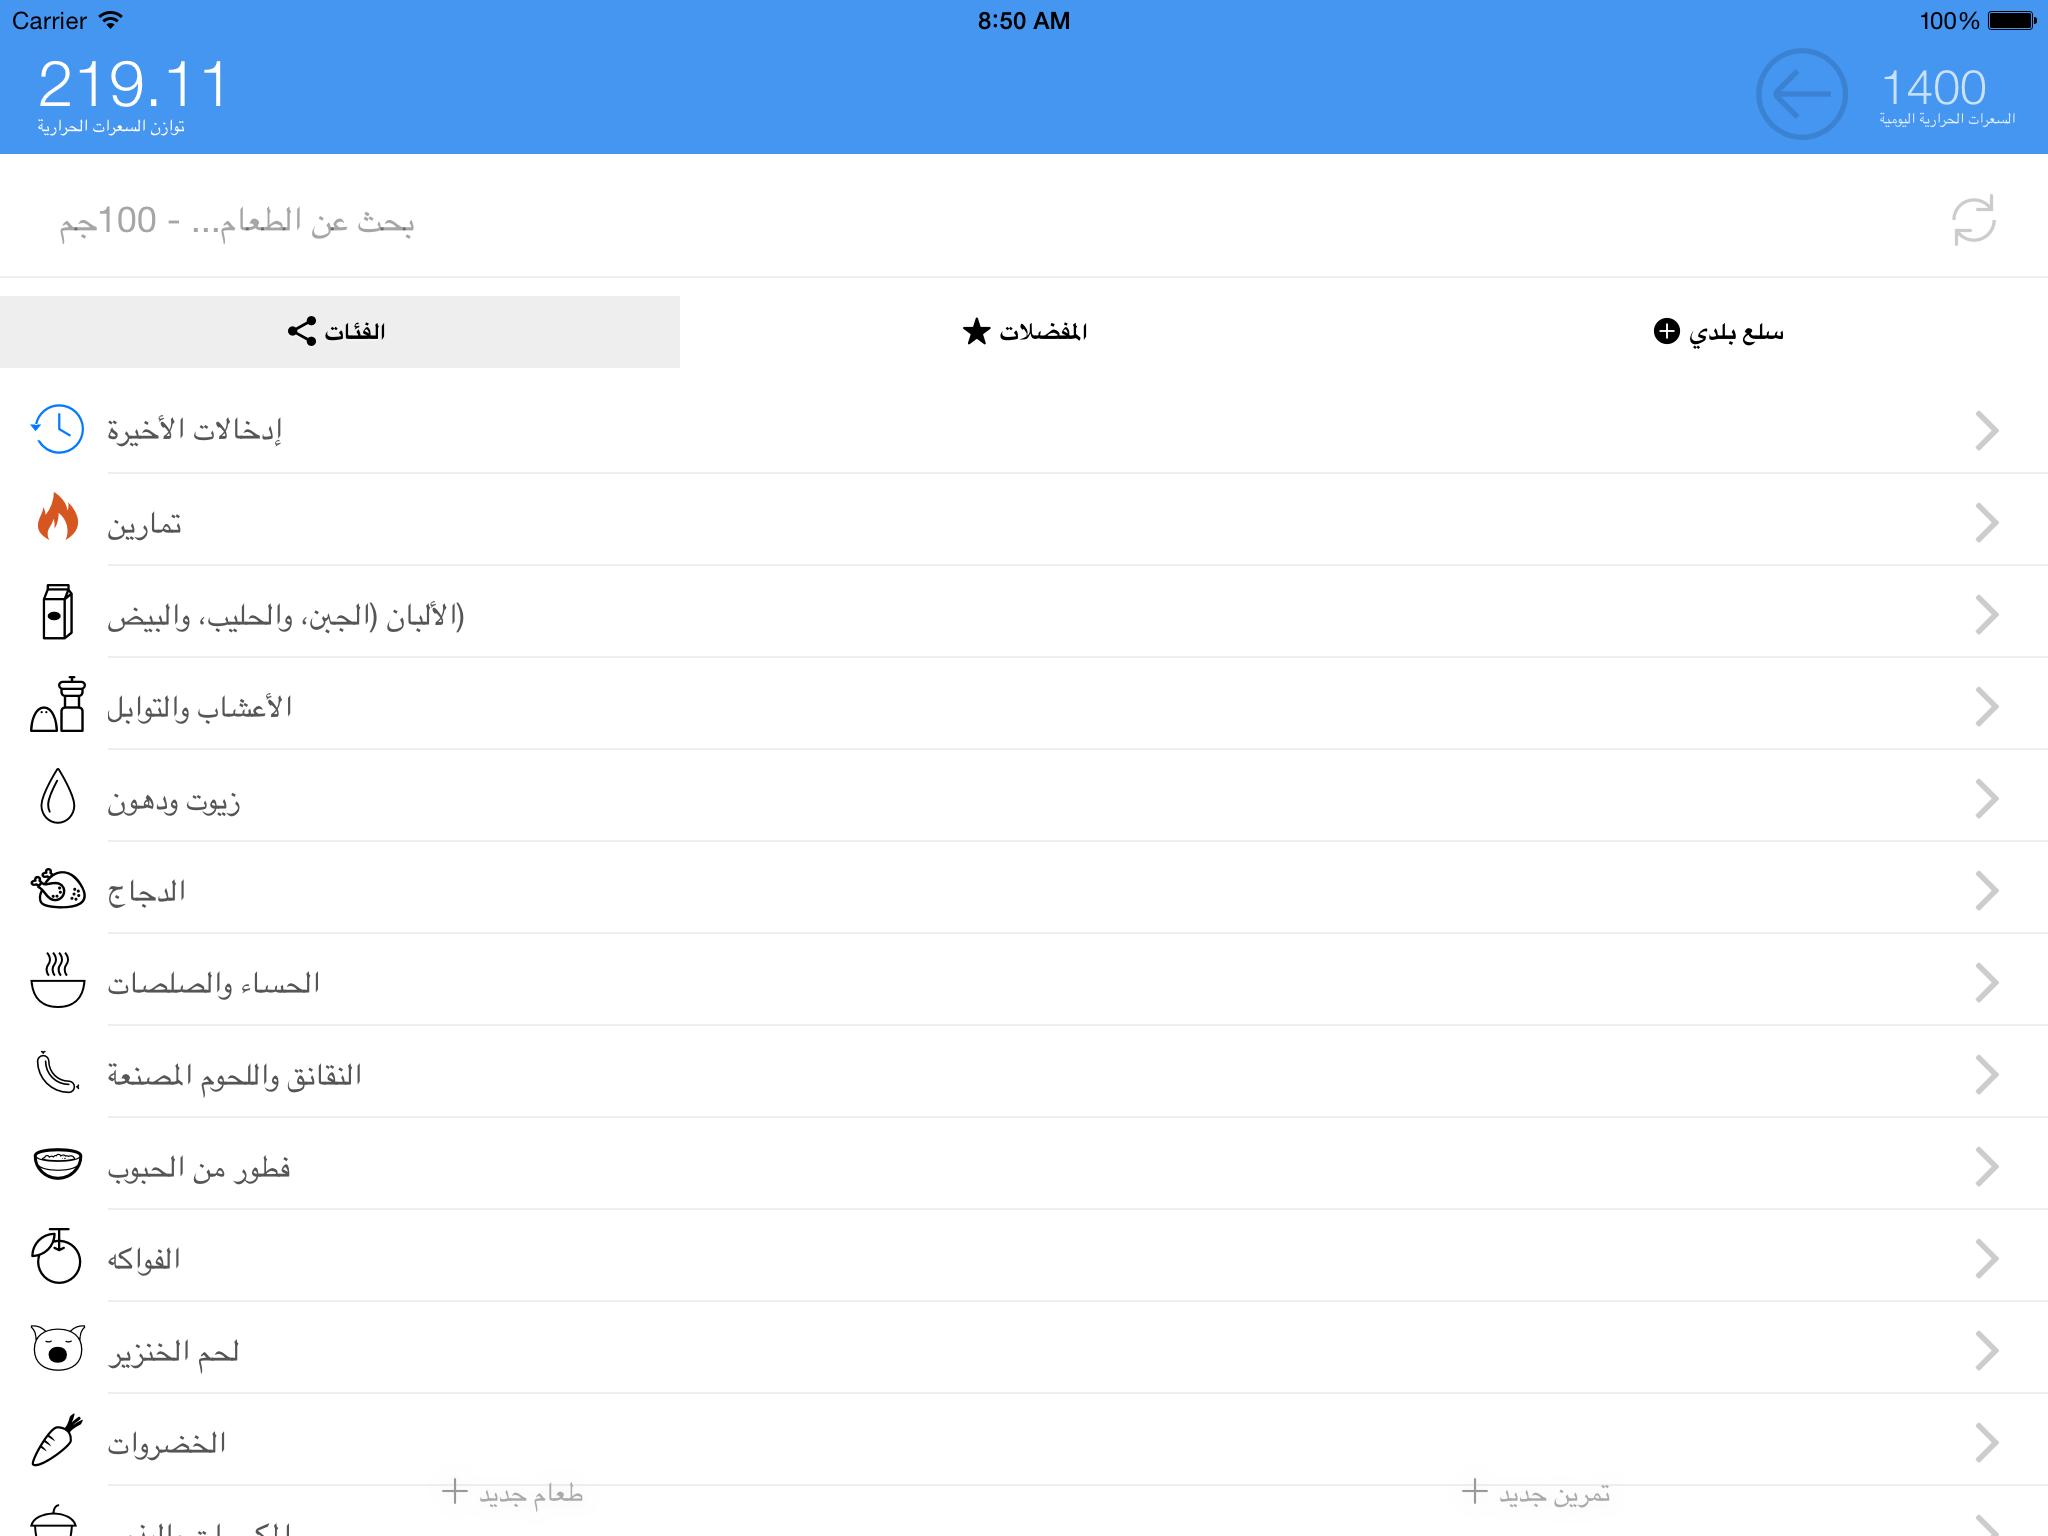 Carrier
8:50 AM
100%
219.11
توازن السعرات الحرارية
1400
السعرات الحرارية اليومية
بحث عن الطعام... - 100جم
الفئات
المفضلات
سلع بلدي
إدخالات الأخيرة
تمارين
(الألبان (الجبن، والحليب، والبيض
الأعشاب والتوابل
زيوت ودهون
الدجاج
الحساء والصلصات
النقانق واللحوم المصنعة
فطور من الحبوب
الفواكه
لحم الخنزير
الخضروات
طعام جديد
تمرين جديد